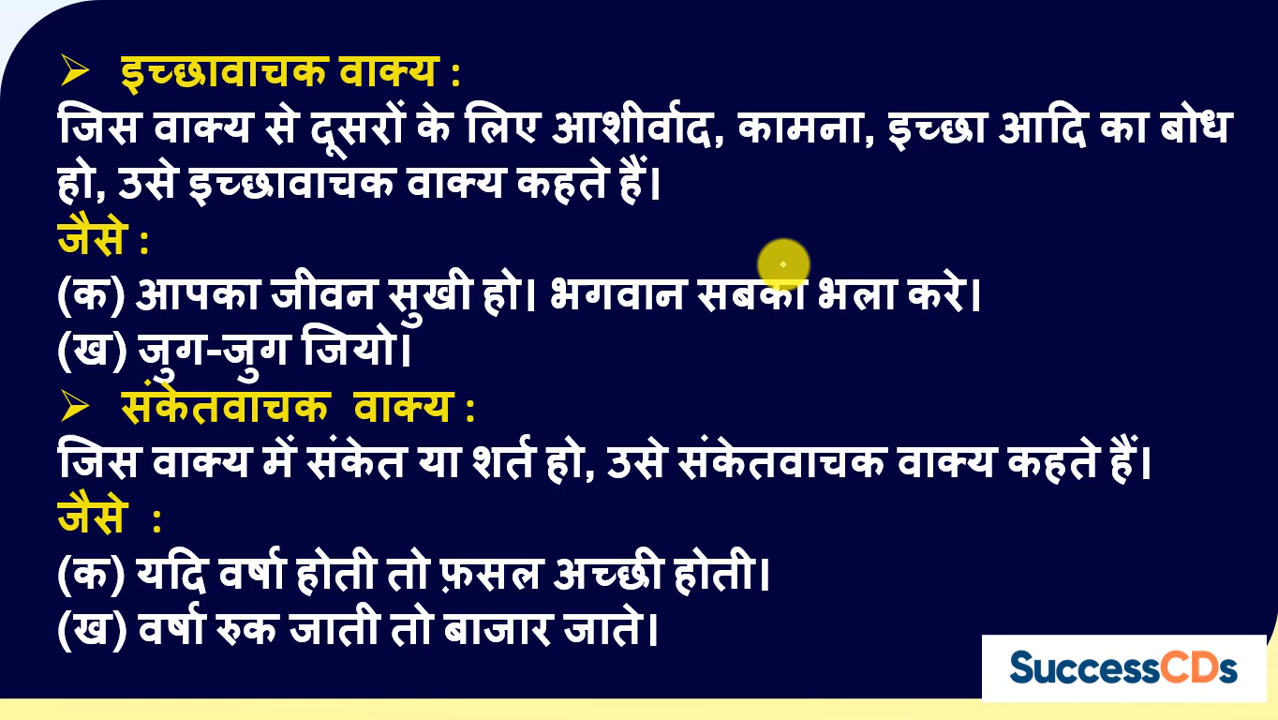 ➢ इच्छावाचक वाक्य :
जिस वाक्य से दूसरों के लिए आशीर्वाद, कामना, इच्छा आदि का बोध
हो, उसे इच्छावाचक वाक्य कहते हैं।
जैसे :
(क) आपका जीवन सुखी हो। भगवान सबका भला करे।
(ख) जुग-जुग जियो।
➢ संकेतवाचक वाक्य :
जिस वाक्य में संकेत या शर्त हो, उसे संकेतवाचक वाक्य कहते हैं।
जैसे :
(क) यदि वर्षा होती तो फ़सल अच्छी होती।
(ख) वर्षा रुक जाती तो बाजार जाते।
SuccessCDs